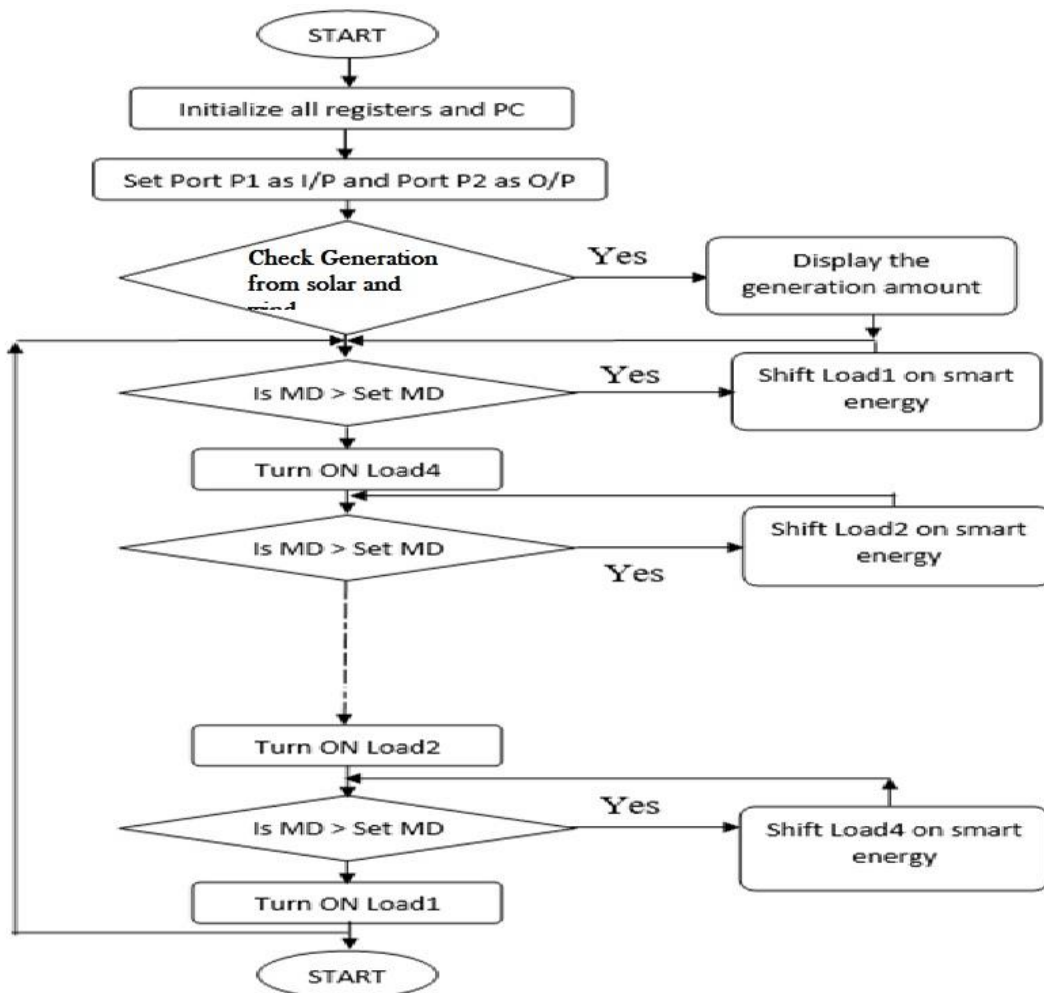 START
Initialize all registers and PC
Set Port P1 as I/P and Port P2 as O/P
Check Generation
from solar and
Yes
Display the
generation amount
Is MD > Set MD
Yes
Shift Load1 on smart
energy
Turn ON Load4
Is MD > Set MD
Yes
Shift Load2 on smart
energy
Turn ON Load2
Is MD > Set MD
Yes
Shift Load4 on smart
energy
Turn ON Load1
START